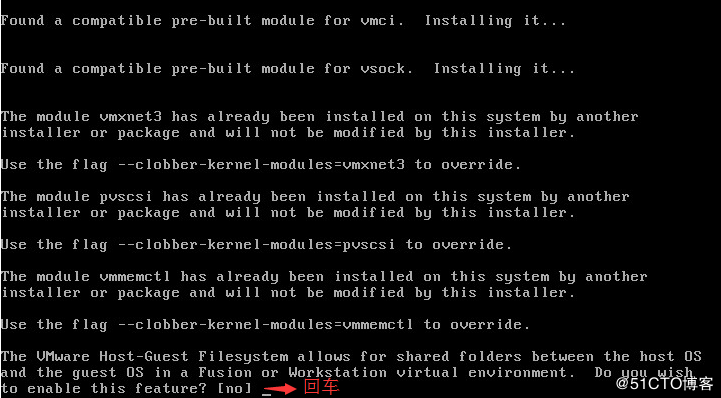 Found a compatible pre-built module for vmci.  Installing it...
Found a compatible pre-built module for vsock.  Installing it...
The module vmxnet3 has already been installed on this system by another
installer or package and will not be modified by this installer.
Use the flag --clobber-kernel-modules=vmxnet3 to override.
The module pvscsi has already been installed on this system by another
installer or package and will not be modified by this installer.
Use the flag --clobber-kernel-modules=pvscsi to override.
The module vmmemctl has already been installed on this system by another
installer or package and will not be modified by this installer.
Use the flag --clobber-kernel-modules=vmmemctl to override.
The VMware Host-Guest Filesystem allows for shared folders between the host OS
and the guest OS in a Fusion or Workstation virtual environment.  Do you wish
to enable this feature? [no] _ 回车
@51CTO博客